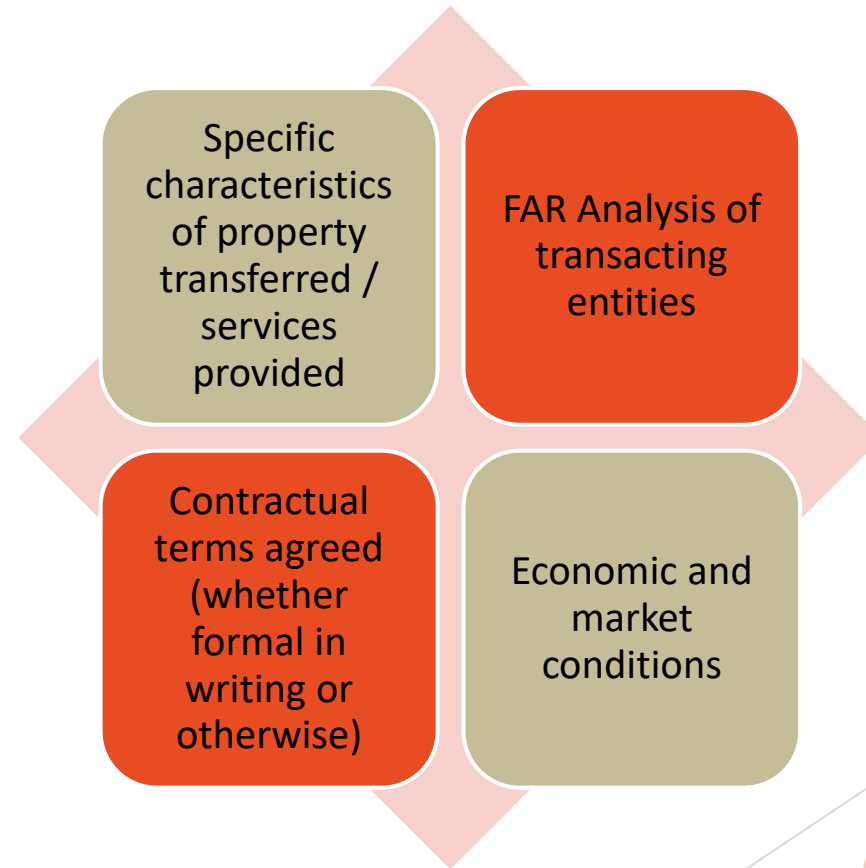 Specific
characteristics
of property
transferred /
services
provided
FAR Analysis of
transacting
entities
Contractual
terms agreed
(whether
formal in
writing or
otherwise)
Economic and
market
conditions